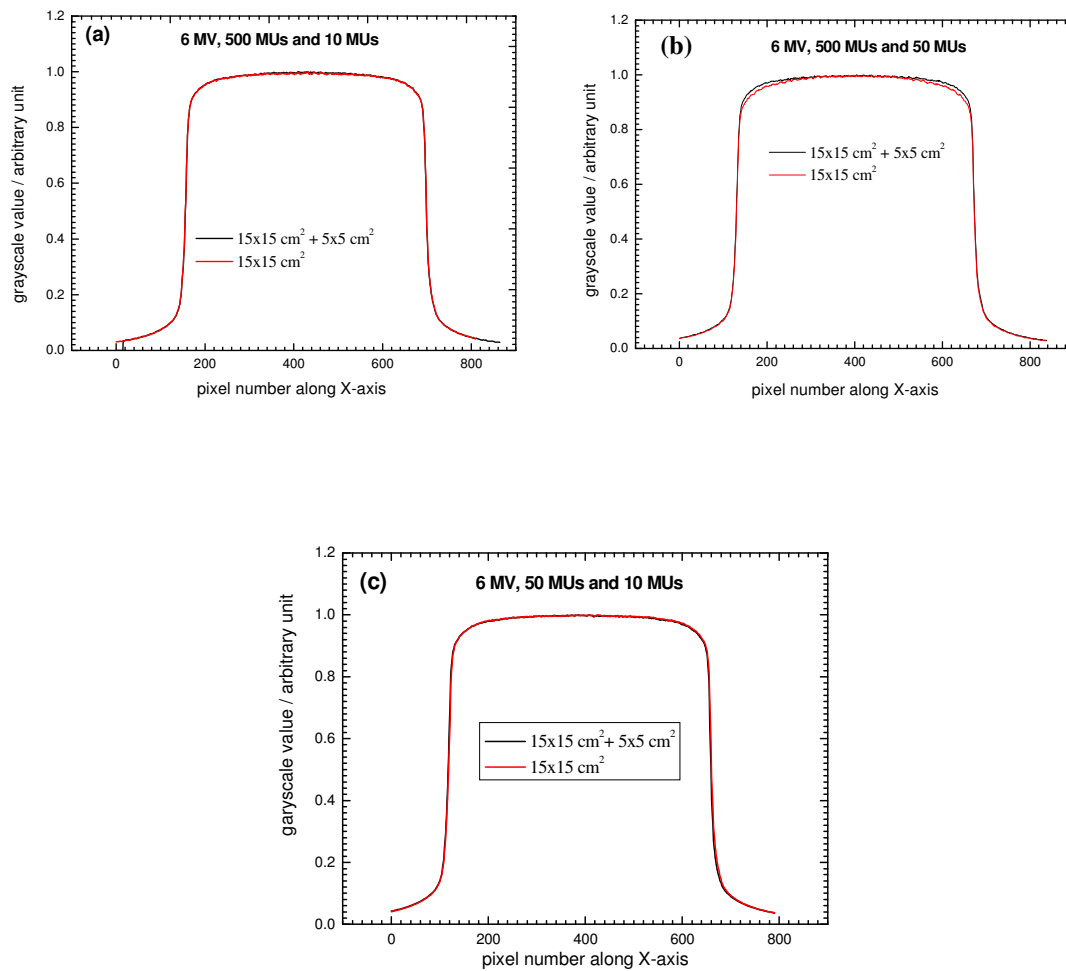 (a)
6 MV, 500 MUs and 10 MUs
1.2
1.0
0.8
0.6
0.4
0.2
0.0
grayscale value / arbitrary unit
15x15 cm² + 5x5 cm²
15x15 cm²
0 200 400 600 800
pixel number along X-axis
(b)
6 MV, 500 MUs and 50 MUs
1.2
1.0
0.8
0.6
0.4
0.2
0.0
grayscale value / arbitrary unit
15x15 cm² + 5x5 cm²
15x15 cm²
0 200 400 600 800
pixel number along X-axis
(c)
6 MV, 50 MUs and 10 MUs
1.2
1.0
0.8
0.6
0.4
0.2
0.0
garyscale value / arbitrary unit
15x15 cm²+ 5x5 cm²
15x15 cm²
0 200 400 600 800
pixel number along X-axis